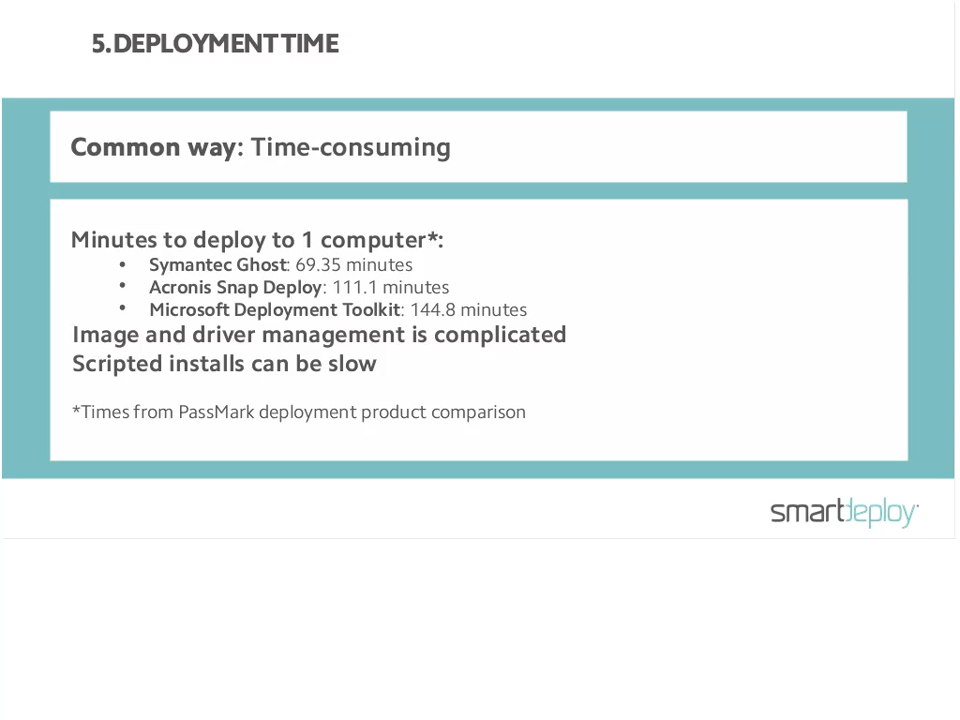 5.DEPLOYMENT TIME
Common way: Time-consuming
Minutes to deploy to 1 computer*:
• Symantec Ghost: 69.35 minutes
• Acronis Snap Deploy: 111.1 minutes
• Microsoft Deployment Toolkit: 144.8 minutes
Image and driver management is complicated
Scripted installs can be slow
*Times from PassMark deployment product comparison
smartdeploy